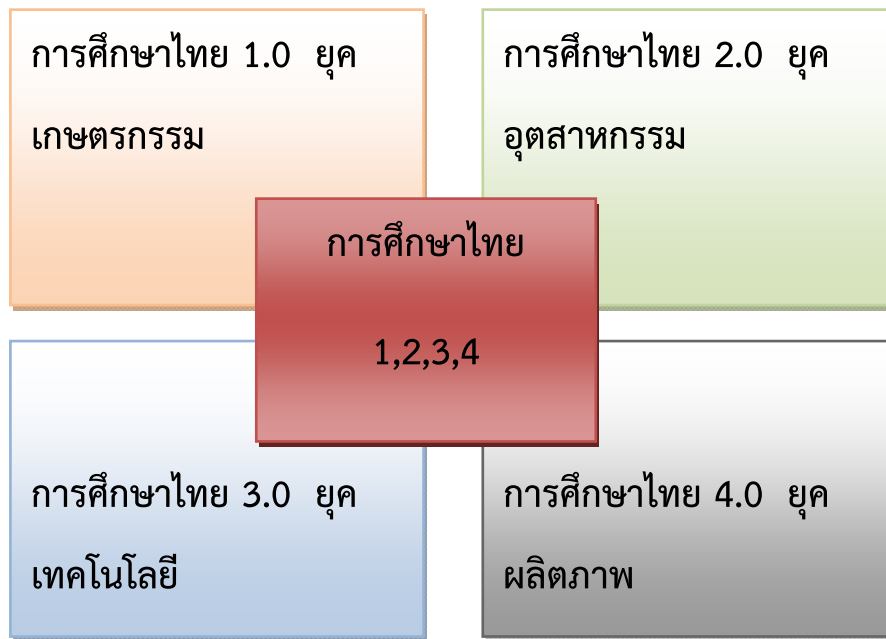 การศึกษาไทย 1.0 ยุค
เกษตรกรรม
การศึกษาไทย 2.0 ยุค
อุตสาหกรรม
การศึกษาไทย
1,2,3,4
การศึกษาไทย 3.0 ยุค
เทคโนโลยี
การศึกษาไทย 4.0 ยุค
ผลิตภาพ